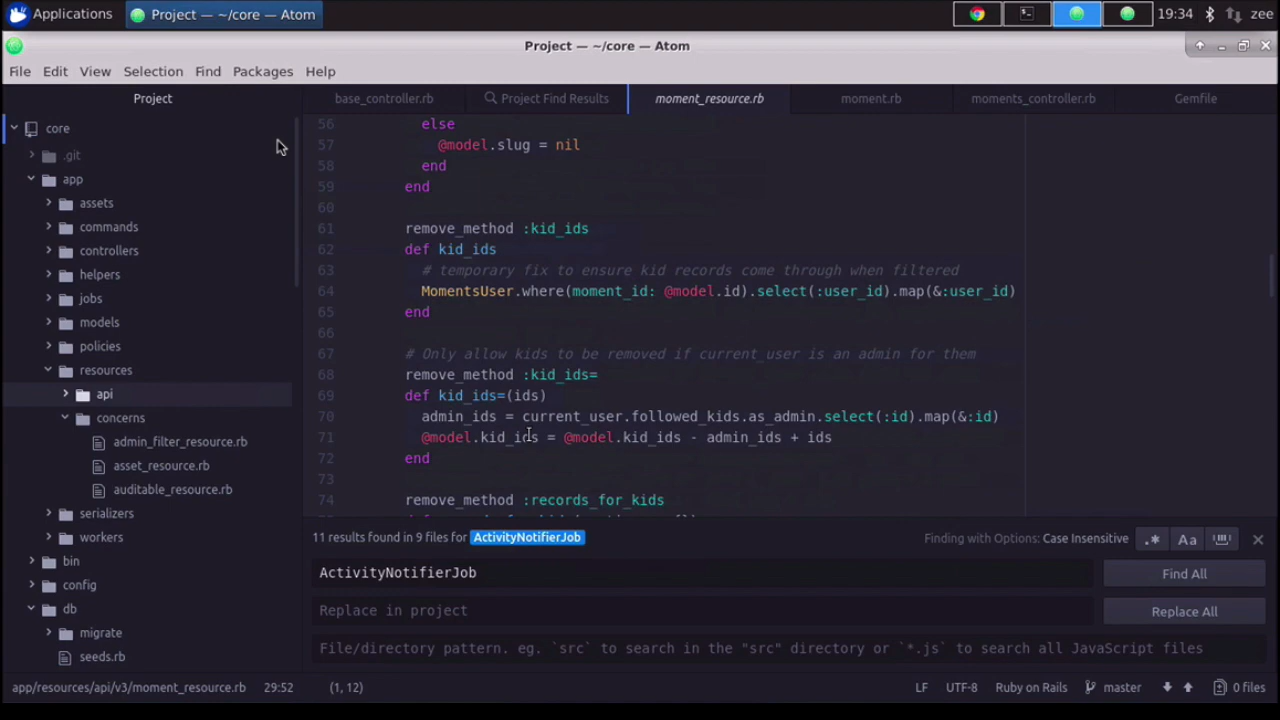 Applications
Project — ~/core — Atom
19:34
zee
Project — ~/core — Atom
File Edit View Selection Find Packages Help
Project
base_controller.rb
Project Find Results
moment_resource.rb
moment.rb
moments_controller.rb
Gemfile
core
.git
app
assets
commands
controllers
helpers
jobs
models
policies
resources
api
concerns
admin_filter_resource.rb
asset_resource.rb
auditable_resource.rb
serializers
workers
bin
config
db
migrate
seeds.rb
56 else
57 @model.slug = nil
58 end
59 end
60
61 remove_method :kid_ids
62 def kid_ids
63 # temporary fix to ensure kid records come through when filtered
64 MomentsUser.where(moment_id: @model.id).select(:user_id).map(&:user_id)
65 end
66
67 # Only allow kids to be removed if current_user is an admin for them
68 remove_method :kid_ids=
69 def kid_ids=(ids)
70 admin_ids = current_user.followed_kids.as_admin.select(:id).map(&:id)
71 @model.kid_ids = @model.kid_ids - admin_ids + ids
72 end
73
74 remove_method :records_for_kids
11 results found in 9 files for ActivityNotifierJob
Finding with Options: Case Insensitive
.*
Aa
ActivityNotifierJob
Find All
Replace in project
Replace All
File/directory pattern. eg. `src` to search in the "src" directory or `*.js` to search all JavaScript files
app/resources/api/v3/moment_resource.rb 29:52 (1, 12)
LF UTF-8 Ruby on Rails master 0 files